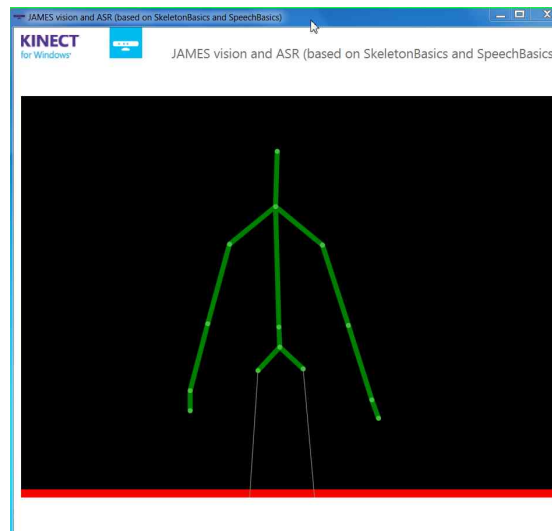 JAMES vision and ASR (based on SkeletonBasics and SpeechBasics)
KINECT
for Windows
JAMES vision and ASR (based on SkeletonBasics and SpeechBasics